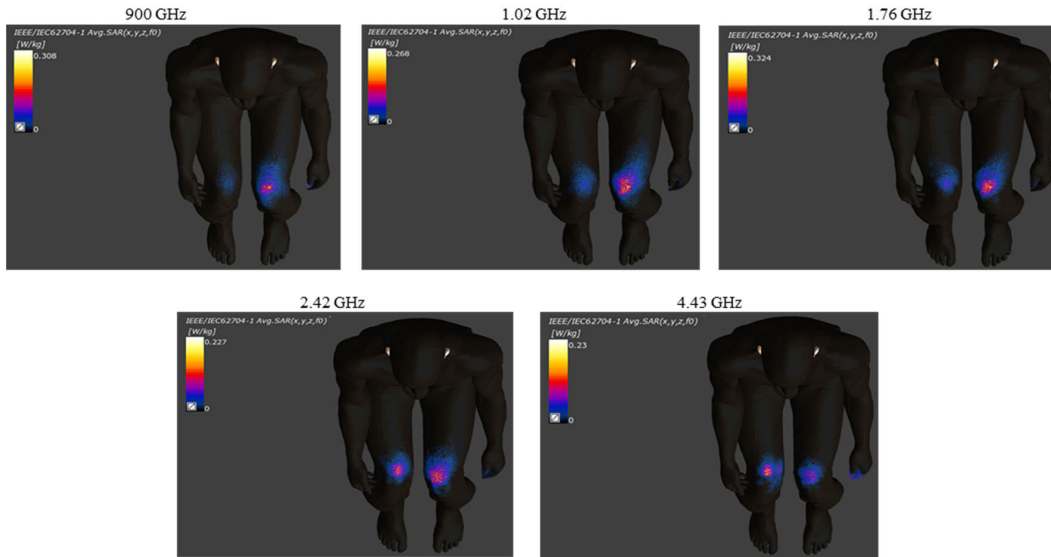 900 GHz
IEEE/IEC62704-1 Avg.SAR(x,y,z,f0)
[W/kg]
0.308
0
1.02 GHz
IEEE/IEC62704-1 Avg.SAR(x,y,z,f0)
[W/kg]
0.268
0
1.76 GHz
IEEE/IEC62704-1 Avg.SAR(x,y,z,f0)
[W/kg]
0.324
0
2.42 GHz
IEEE/IEC62704-1 Avg.SAR(x,y,z,f0)
[W/kg]
0.227
0
4.43 GHz
IEEE/IEC62704-1 Avg.SAR(x,y,z,f0)
[W/kg]
0.23
0